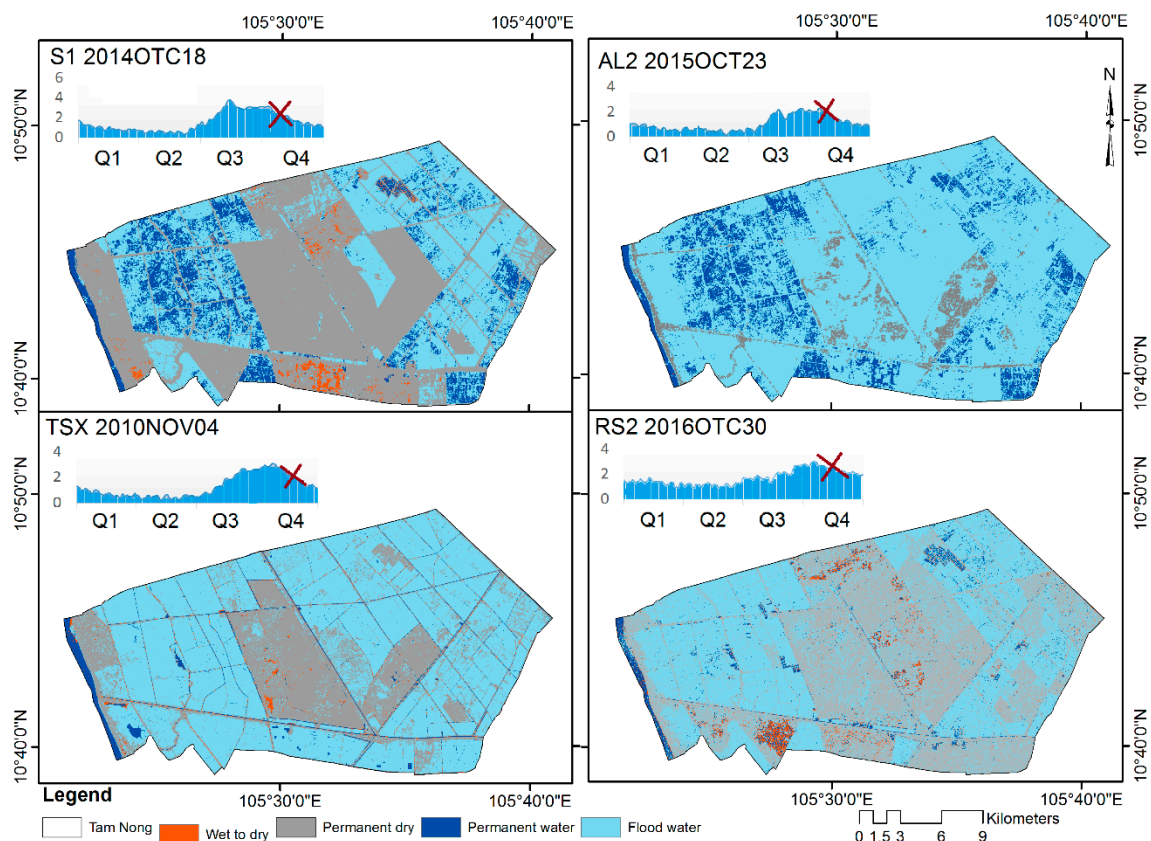 105°30'0"E 105°40'0"E 105°30'0"E 105°40'0"E
S1 2014OTC18
6
4
2
0
Q1 Q2 Q3 Q4
10°50'0"N
10°40'0"N
AL2 2015OCT23
4
2
0
Q1 Q2 Q3 Q4
N
10°50'0"N
10°40'0"N
TSX 2010NOV04
4
2
0
Q1 Q2 Q3 Q4
10°50'0"N
10°40'0"N
RS2 2016OTC30
4
2
0
Q1 Q2 Q3 Q4
10°50'0"N
10°40'0"N
105°30'0"E 105°40'0"E 105°30'0"E 105°40'0"E
Legend
Tam Nong Wet to dry Permanent dry Permanent water Flood water
Kilometers
0 1.5 3 6 9